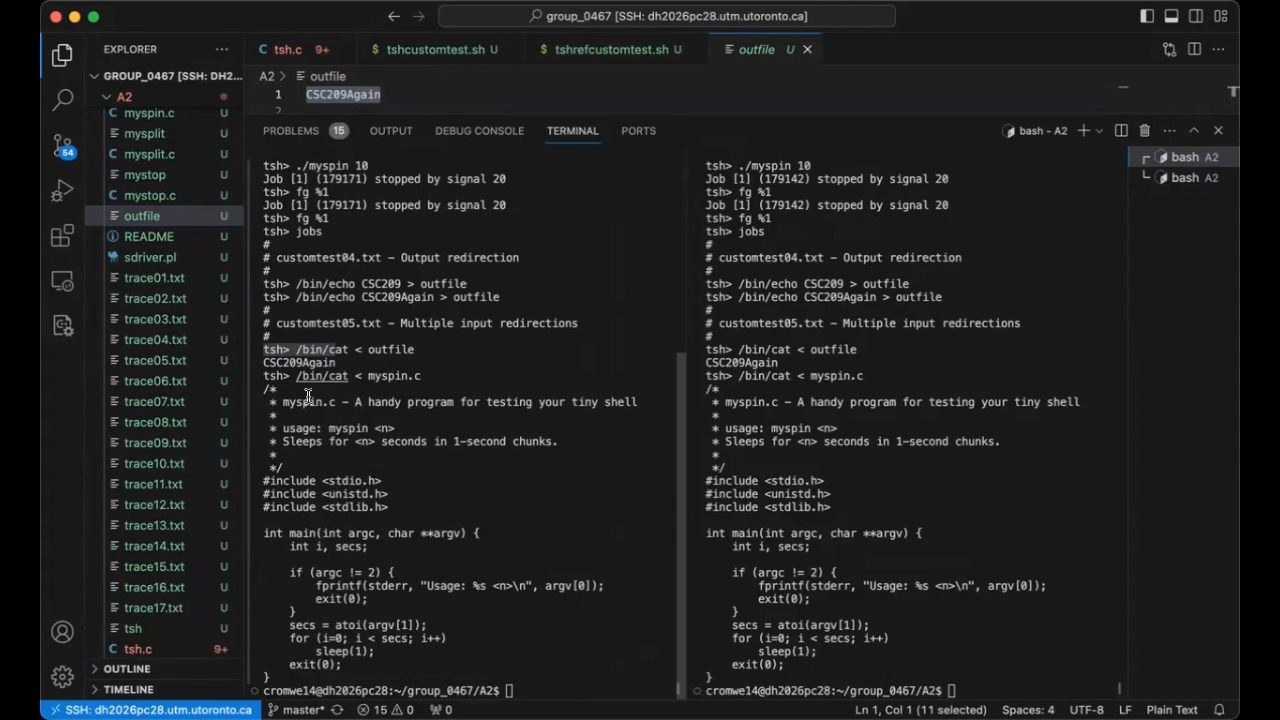 group_0467 [SSH: dh2026pc28.utm.utoronto.ca]
EXPLORER
GROUP_0467 [SSH: DH2...
A2
myspin.c U
mysplit U
mysplit.c U
mystop U
mystop.c U
outfile U
README U
sdriver.pl U
trace01.txt U
trace02.txt U
trace03.txt U
trace04.txt U
trace05.txt U
trace06.txt U
trace07.txt U
trace08.txt U
trace09.txt U
trace10.txt U
trace11.txt U
trace12.txt U
trace13.txt U
trace14.txt U
trace15.txt U
trace16.txt U
trace17.txt U
tsh U
tsh.c 9+
OUTLINE
TIMELINE
54
tsh.c 9+
$ tshcustomtest.sh U
$ tshrefcustomtest.sh U
outfile U
A2 > outfile
1 CSC209Again
2
PROBLEMS 15
OUTPUT
DEBUG CONSOLE
TERMINAL
PORTS
bash - A2
bash A2
bash A2
tsh> ./myspin 10
Job [1] (179171) stopped by signal 20
tsh> fg %1
Job [1] (179171) stopped by signal 20
tsh> fg %1
tsh> jobs
#
# customtest04.txt - Output redirection
#
tsh> /bin/echo CSC209 > outfile
tsh> /bin/echo CSC209Again > outfile
#
# customtest05.txt - Multiple input redirections
#
tsh> /bin/cat < outfile
CSC209Again
tsh> /bin/cat < myspin.c
/*
 * myspin.c - A handy program for testing your tiny shell
 *
 * usage: myspin <n>
 * Sleeps for <n> seconds in 1-second chunks.
 *
 */
#include <stdio.h>
#include <unistd.h>
#include <stdlib.h>
int main(int argc, char **argv) {
    int i, secs;
    if (argc != 2) {
        fprintf(stderr, "Usage: %s <n>\n", argv[0]);
        exit(0);
    }
    secs = atoi(argv[1]);
    for (i=0; i < secs; i++)
        sleep(1);
    exit(0);
}
cromwe14@dh2026pc28:~/group_0467/A2$
tsh> ./myspin 10
Job [1] (179142) stopped by signal 20
tsh> fg %1
Job [1] (179142) stopped by signal 20
tsh> fg %1
tsh> jobs
#
# customtest04.txt - Output redirection
#
tsh> /bin/echo CSC209 > outfile
tsh> /bin/echo CSC209Again > outfile
#
# customtest05.txt - Multiple input redirections
#
tsh> /bin/cat < outfile
CSC209Again
tsh> /bin/cat < myspin.c
/*
 * myspin.c - A handy program for testing your tiny shell
 *
 * usage: myspin <n>
 * Sleeps for <n> seconds in 1-second chunks.
 *
 */
#include <stdio.h>
#include <unistd.h>
#include <stdlib.h>
int main(int argc, char **argv) {
    int i, secs;
    if (argc != 2) {
        fprintf(stderr, "Usage: %s <n>\n", argv[0]);
        exit(0);
    }
    secs = atoi(argv[1]);
    for (i=0; i < secs; i++)
        sleep(1);
    exit(0);
}
cromwe14@dh2026pc28:~/group_0467/A2$
SSH: dh2026pc28.utm.utoronto.ca
master*
15 0
0
Ln 1, Col 1 (11 selected)
Spaces: 4
UTF-8
LF
Plain Text